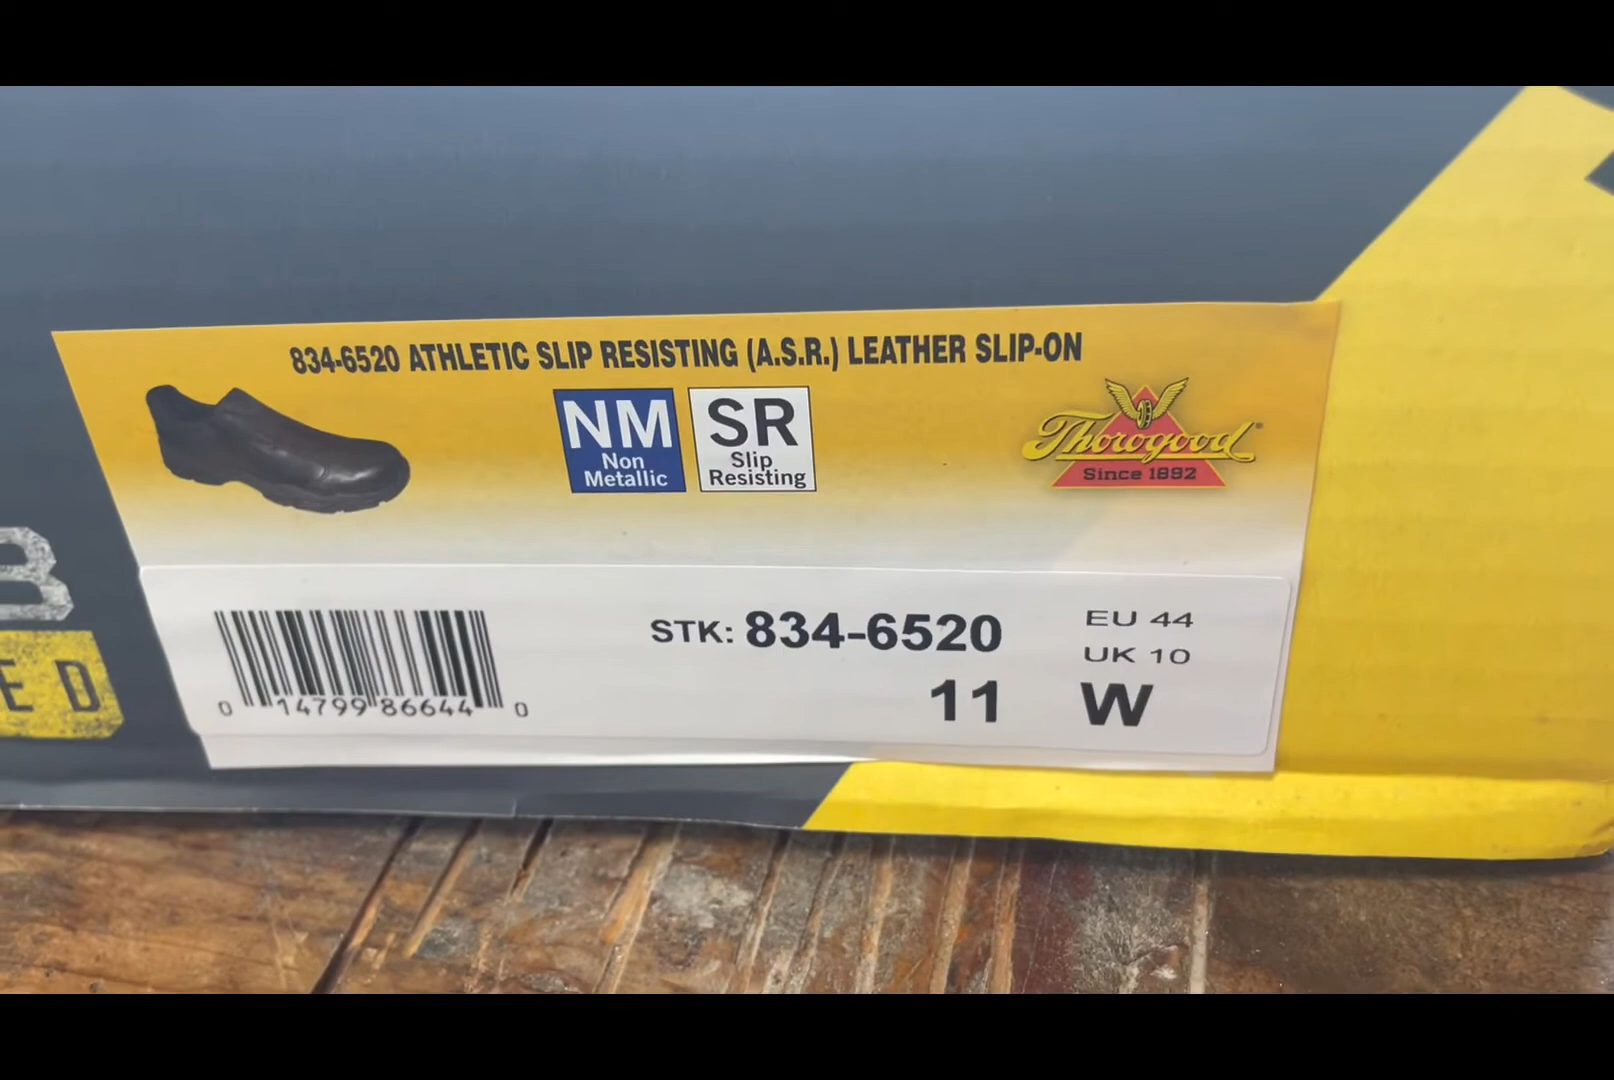 834-6520 ATHLETIC SLIP RESISTING (A.S.R.) LEATHER SLIP-ON
NM
Non
Metallic
SR
Slip
Resisting
Thorogood®
Since 1892
B
ED
0 14799 86644 0
STK: 834-6520
11 W
EU 44
UK 10